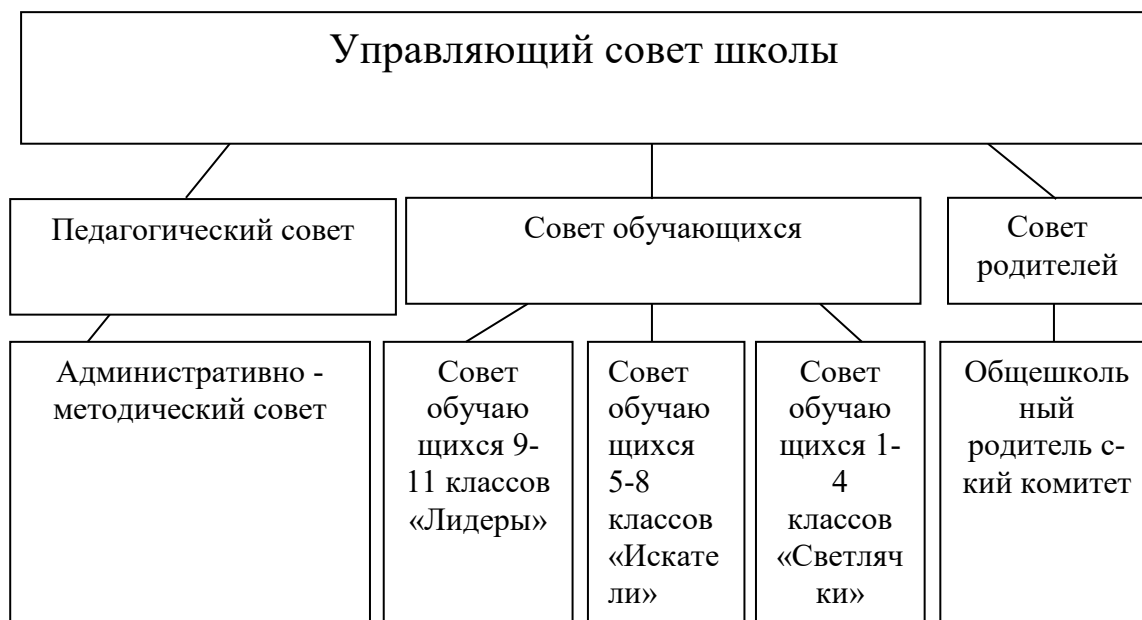 Управляющий совет школы
Педагогический совет
Совет обучающихся
Совет
родителей
Административно -
методический совет
Совет
обучаю
щихся 9-
11 классов
«Лидеры»
Совет
обучаю
щихся
5-8
классов
«Искате
ли»
Совет
обучаю
щихся 1-
4
классов
«Светляч
ки»
Общешколь
ный
родитель с-
кий комитет